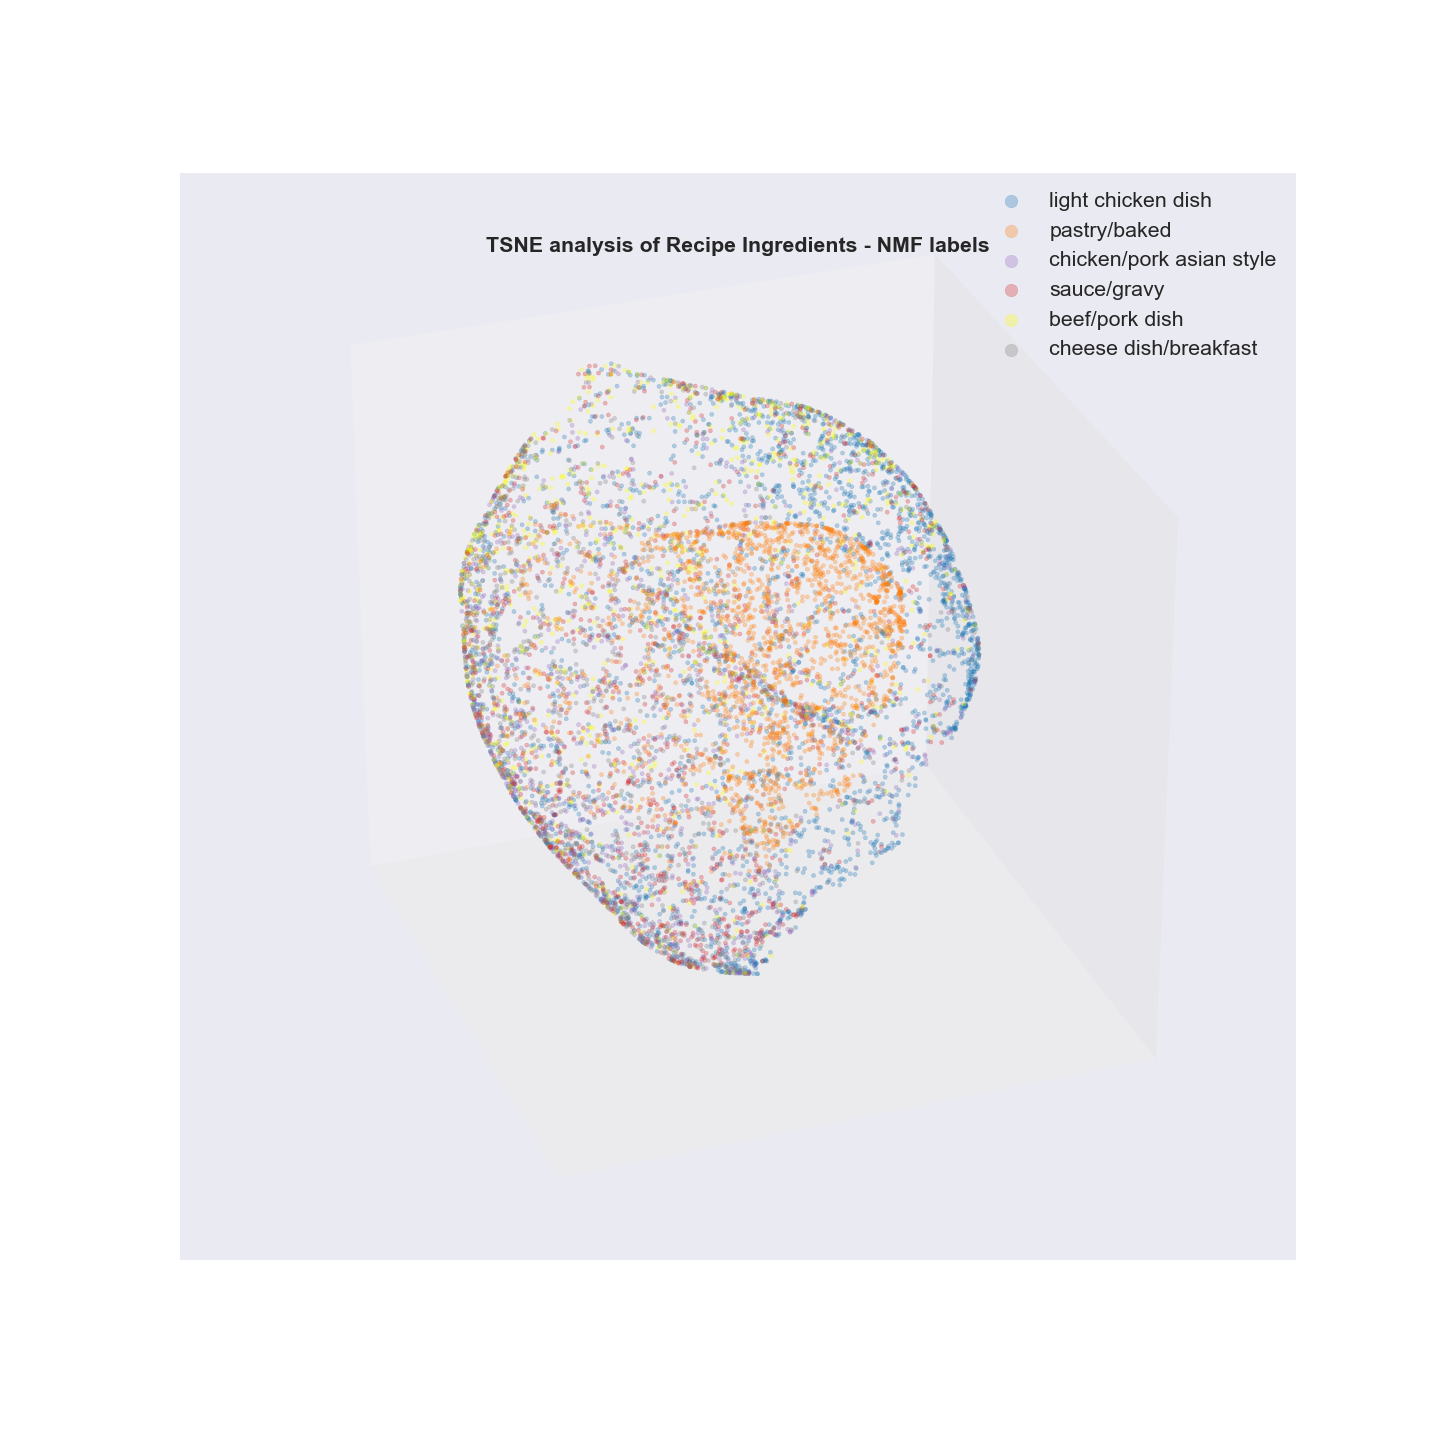 TSNE analysis of Recipe Ingredients - NMF labels
light chicken dish
pastry/baked
chicken/pork asian style
sauce/gravy
beef/pork dish
cheese dish/breakfast